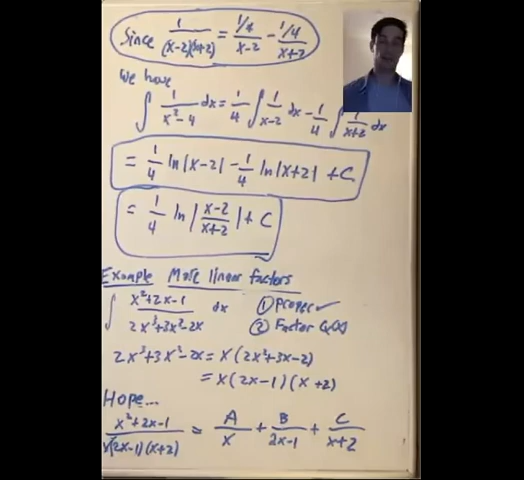 Since 1/(x-2)(x+2) = 1/4/x-2 - 1/4/x+2
We have
∫ 1/x²-4 dx = 1/4 ∫ 1/x-2 dx - 1/4 ∫ 1/x+2 dx
= 1/4 ln|x-2| - 1/4 ln|x+2| + C
= 1/4 ln|x-2/x+2| + C
Example More linear factors
∫ x²+2x-1/2x³+3x²-2x dx ① Proper ✓
② Factor Q(x)
2x³+3x²-2x = x(2x²+3x-2)
= x(2x-1)(x+2)
Hope...
x²+2x-1/x(2x-1)(x+2) = A/x + B/2x-1 + C/x+2